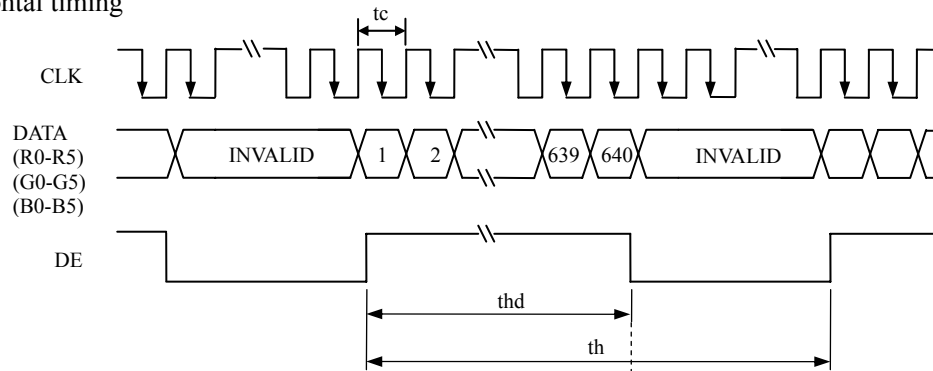 ontal timing
tc
CLK
DATA
(R0-R5)
(G0-G5)
(B0-B5)
INVALID 1 2 639 640 INVALID
DE
thd
th